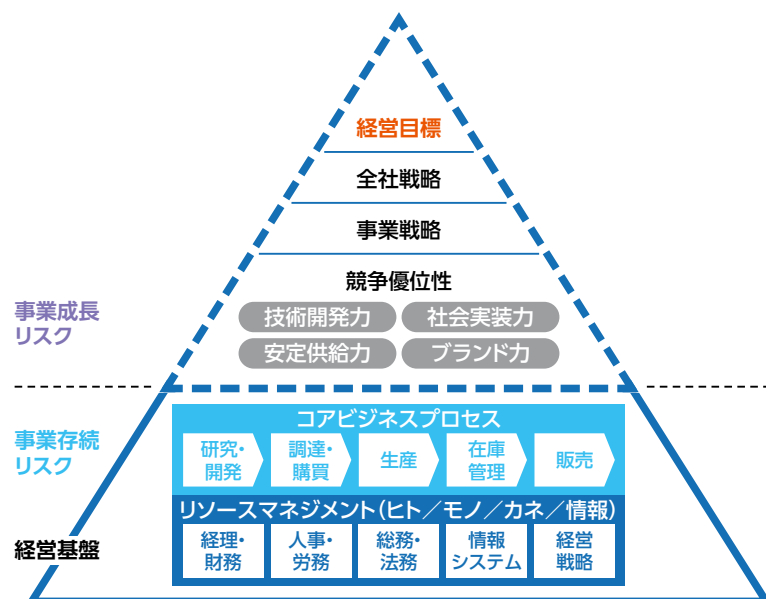 経営目標
全社戦略
事業戦略
競争優位性
技術開発力
社会実装力
安定供給力
ブランド力
事業成長
リスク
コアビジネスプロセス
研究・
開発
調達・
購買
生産
在庫
管理
販売
事業存続
リスク
リソースマネジメント（ヒト／モノ／カネ／情報）
経理・
財務
人事・
労務
総務・
法務
情報
システム
経営
戦略
経営基盤